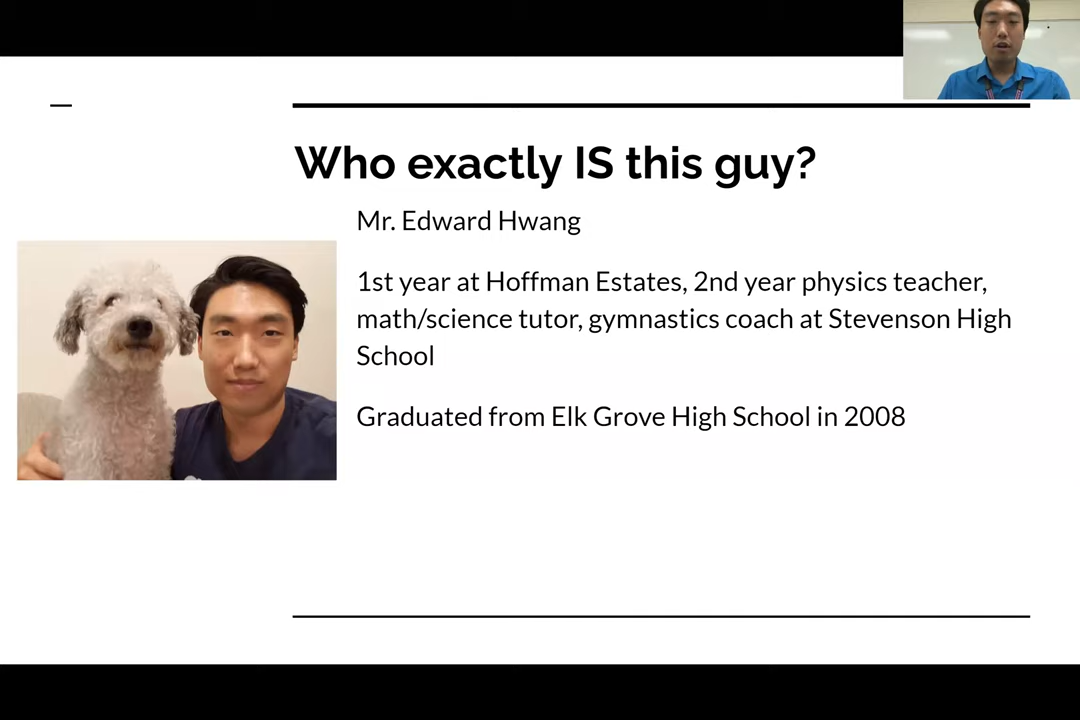 Who exactly IS this guy?
Mr. Edward Hwang
1st year at Hoffman Estates, 2nd year physics teacher,
math/science tutor, gymnastics coach at Stevenson High
School
Graduated from Elk Grove High School in 2008